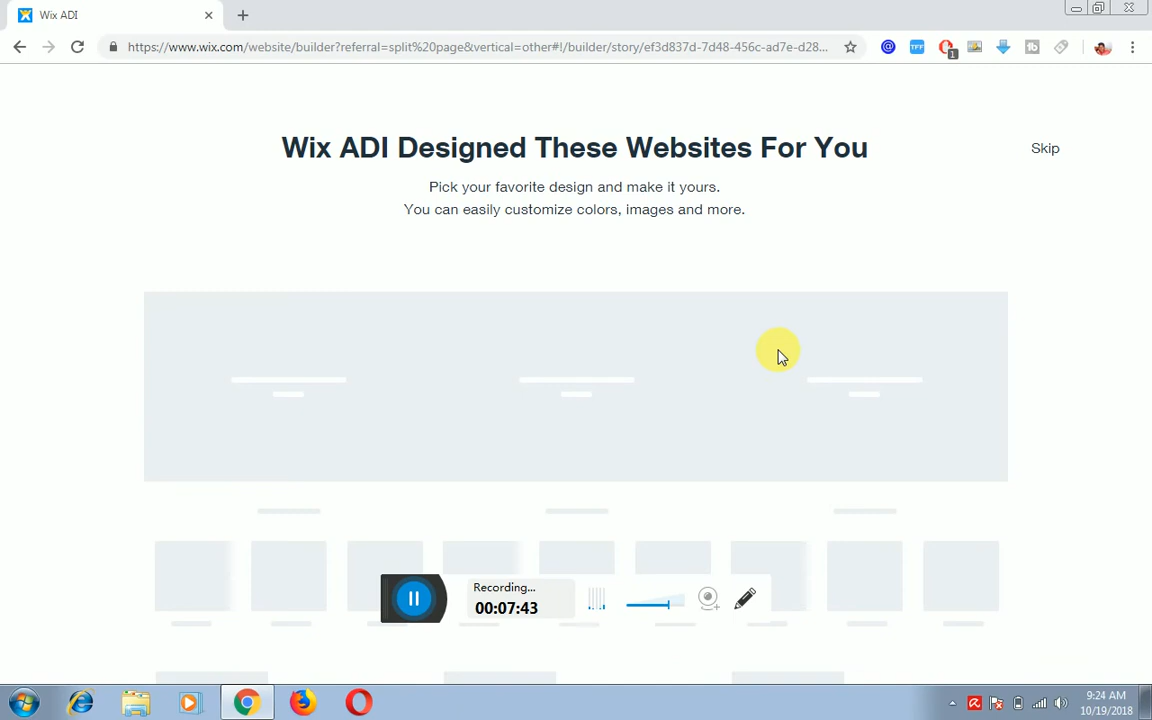 Wix ADI
https://www.wix.com/website/builder?referral=split%20page&vertical=other#!/builder/story/ef3d837d-7d48-456c-ad7e-d28...
TFF
1
Wix ADI Designed These Websites For You
Skip
Pick your favorite design and make it yours.
You can easily customize colors, images and more.
Recording...
00:07:43
9:24 AM
10/19/2018